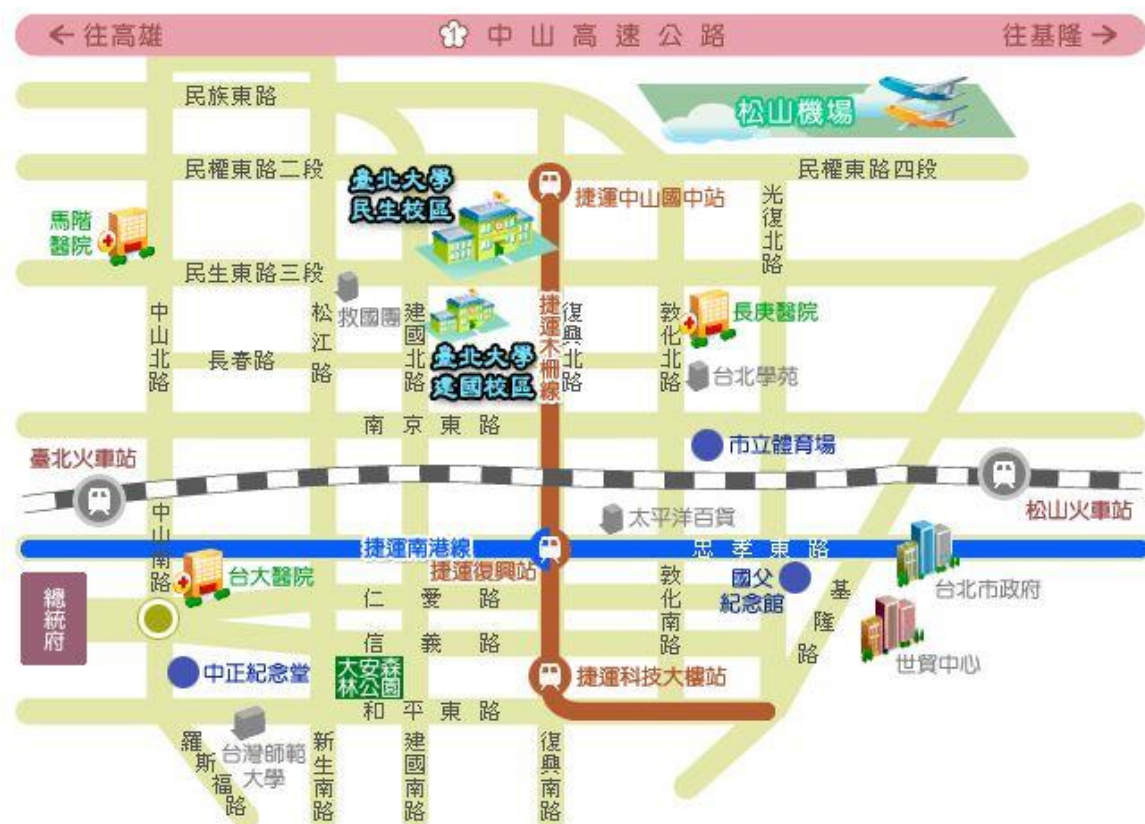 往高雄
1
中山高速公路
往基隆
民族東路
松山機場
民權東路二段
民權東路四段
臺北大學
民生校區
捷運中山國中站
光復北路
馬階
醫院
民生東路三段
救國團
中山北路
松江路
建國北路
捷運木柵線
復興北路
敦化北路
長庚醫院
長春路
臺北大學
建國校區
台北學苑
南京東路
市立體育場
臺北火車站
松山火車站
中山南路
太平洋百貨
捷運南港線
忠孝東路
捷運復興站
台大醫院
國父
紀念館
台北市政府
總統府
仁愛路
敦化南路
基隆路
信義路
世貿中心
中正紀念堂
大安森
林公園
捷運科技大樓站
和平東路
台灣師範
大學
羅斯福路
新生南路
建國南路
復興南路